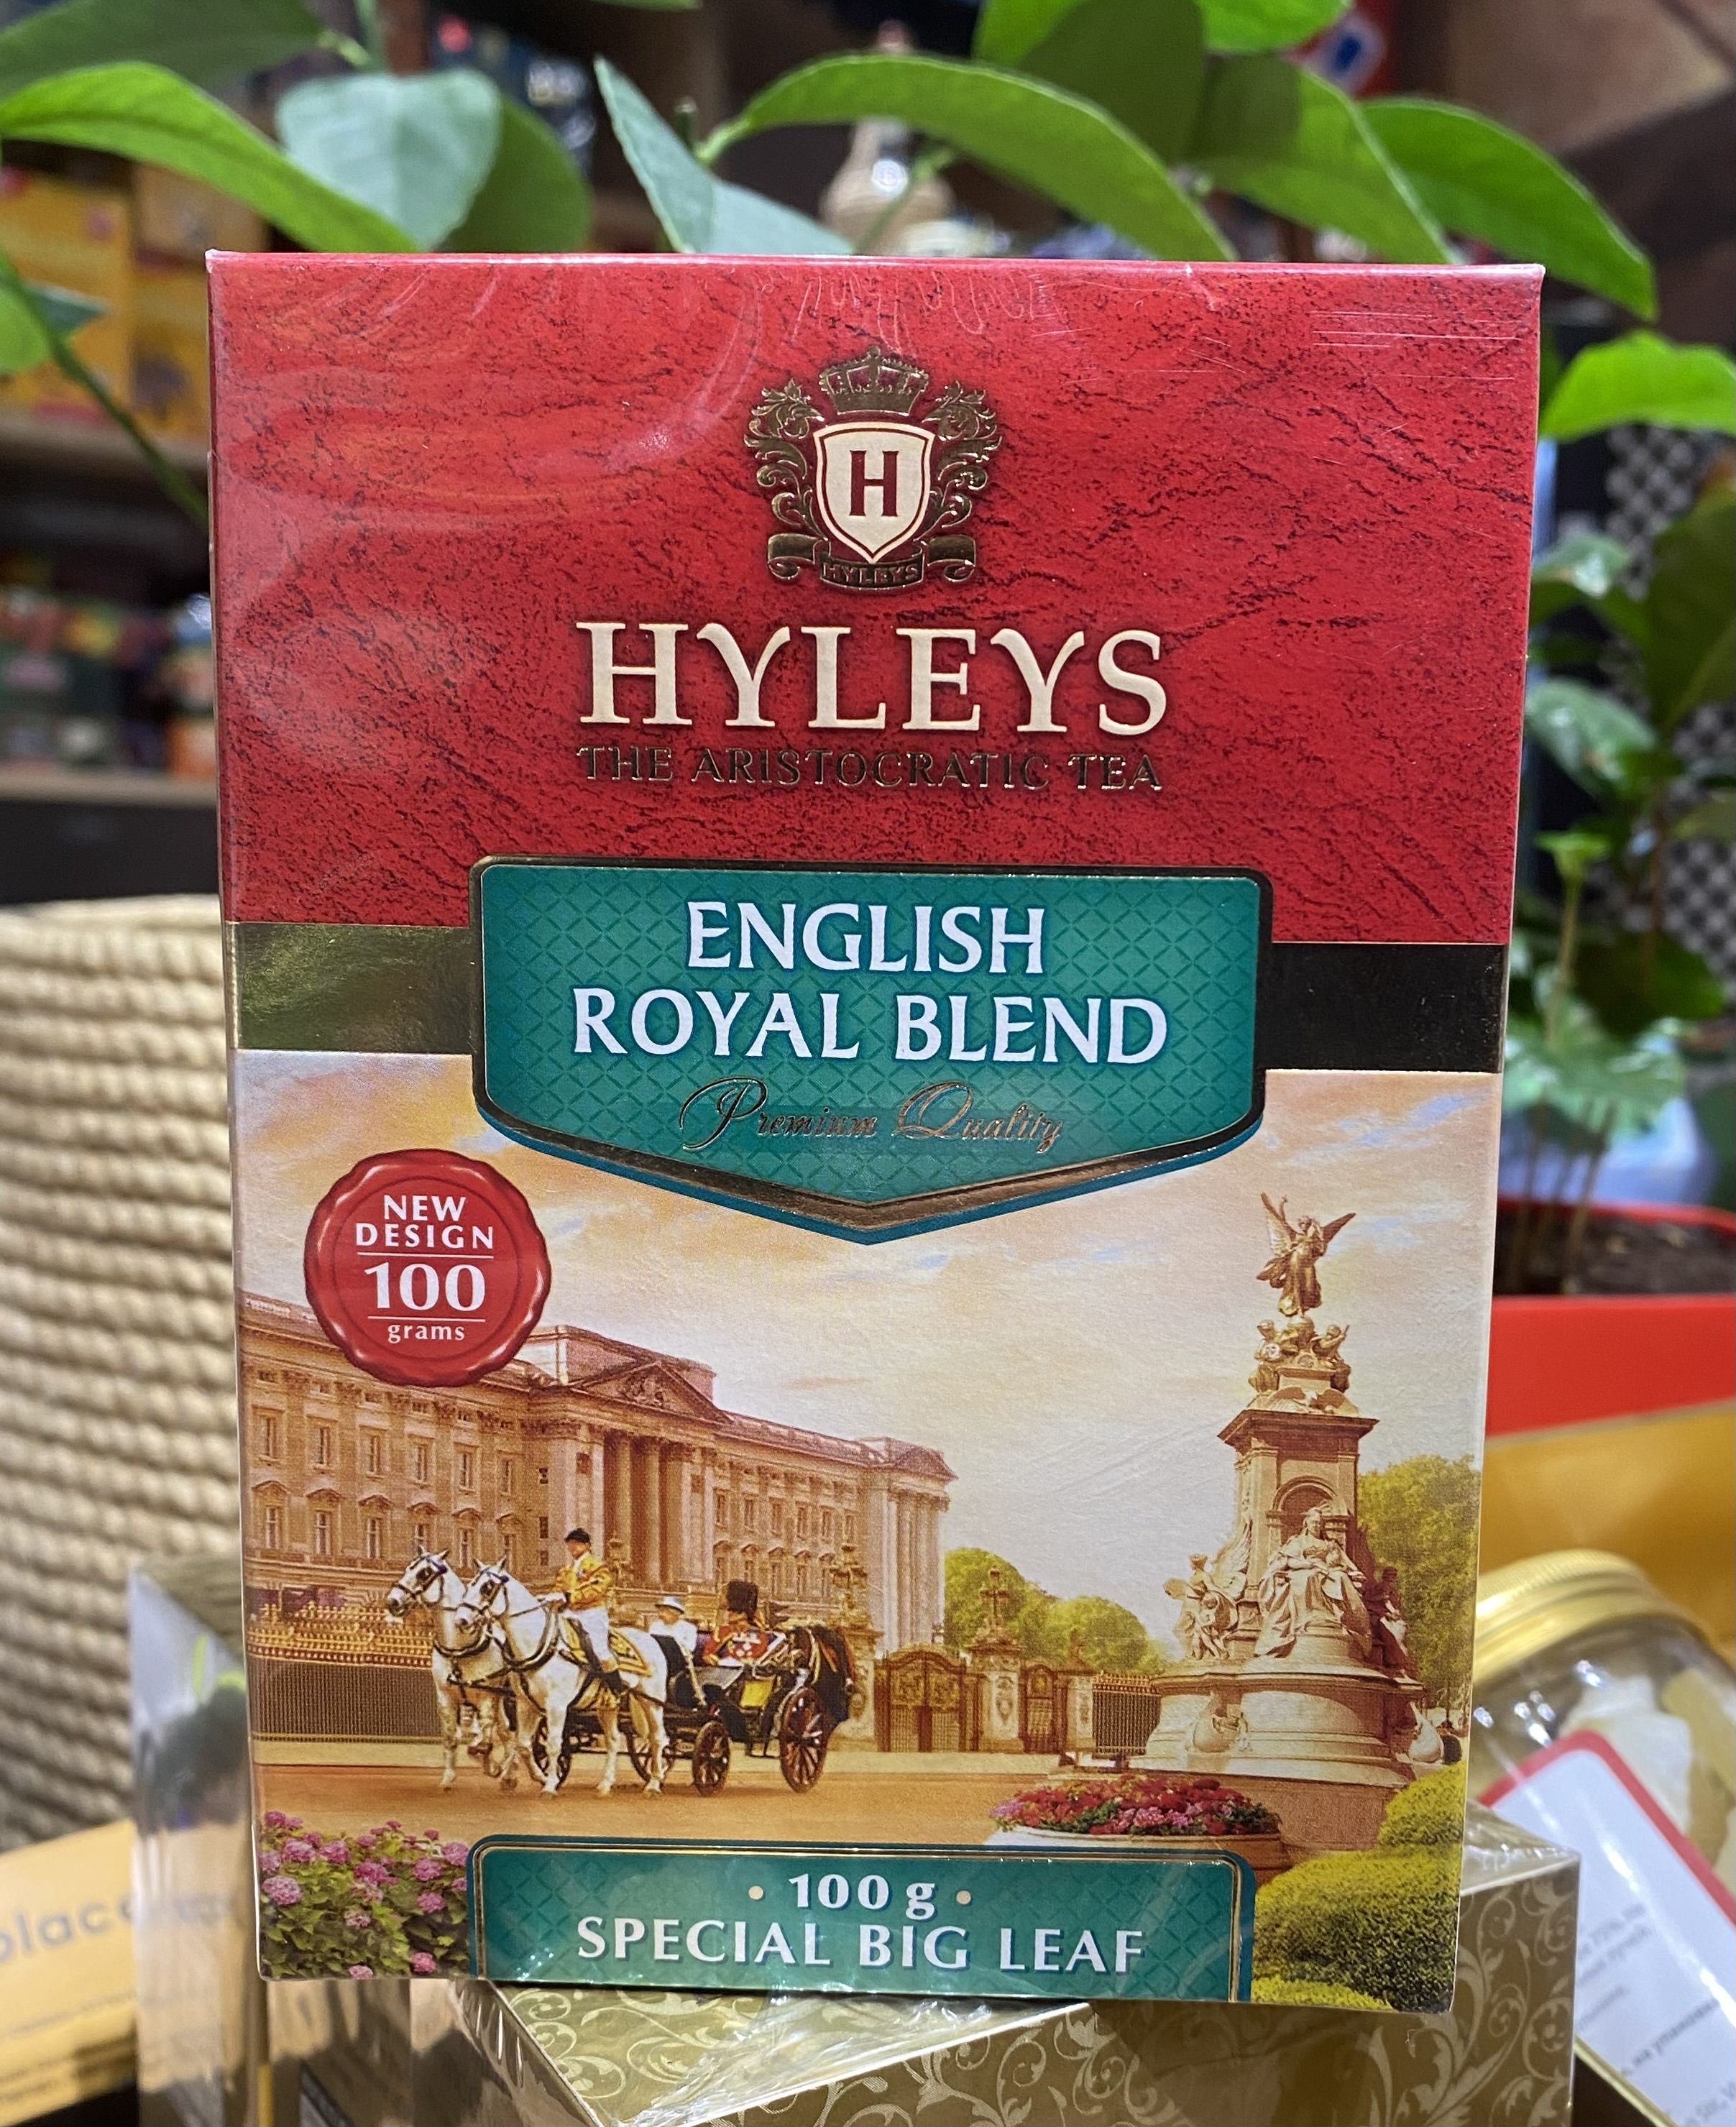 H
HYLEYS
HYLEYS
THE ARISTOCRATIC TEA
ENGLISH
ROYAL BLEND
Premium Quality
NEW
DESIGN
100
grams
• 100 g •
SPECIAL BIG LEAF